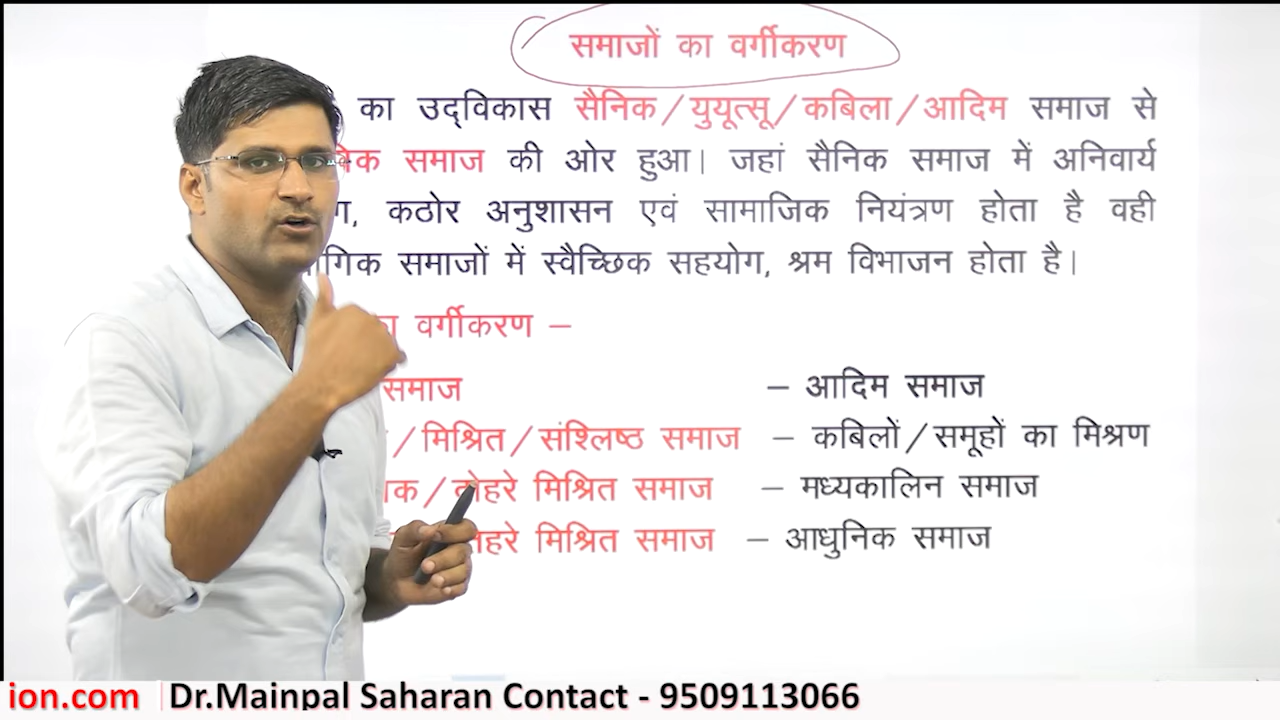 समाजों का वर्गीकरण
का उद्विकास सैनिक/युयूत्सू/कबिला/आदिम समाज से
समाज की ओर हुआ। जहां सैनिक समाज में अनिवार्य
कठोर अनुशासन एवं सामाजिक नियंत्रण होता है वही
समाजों में स्वैच्छिक सहयोग, श्रम विभाजन होता है।
वर्गीकरण –
समाज – आदिम समाज
/मिश्रित/संश्लिष्ठ समाज – कबिलों/समूहों का मिश्रण
मिश्रित समाज – मध्यकालिन समाज
मिश्रित समाज – आधुनिक समाज
ion.com Dr.Mainpal Saharan Contact - 9509113066